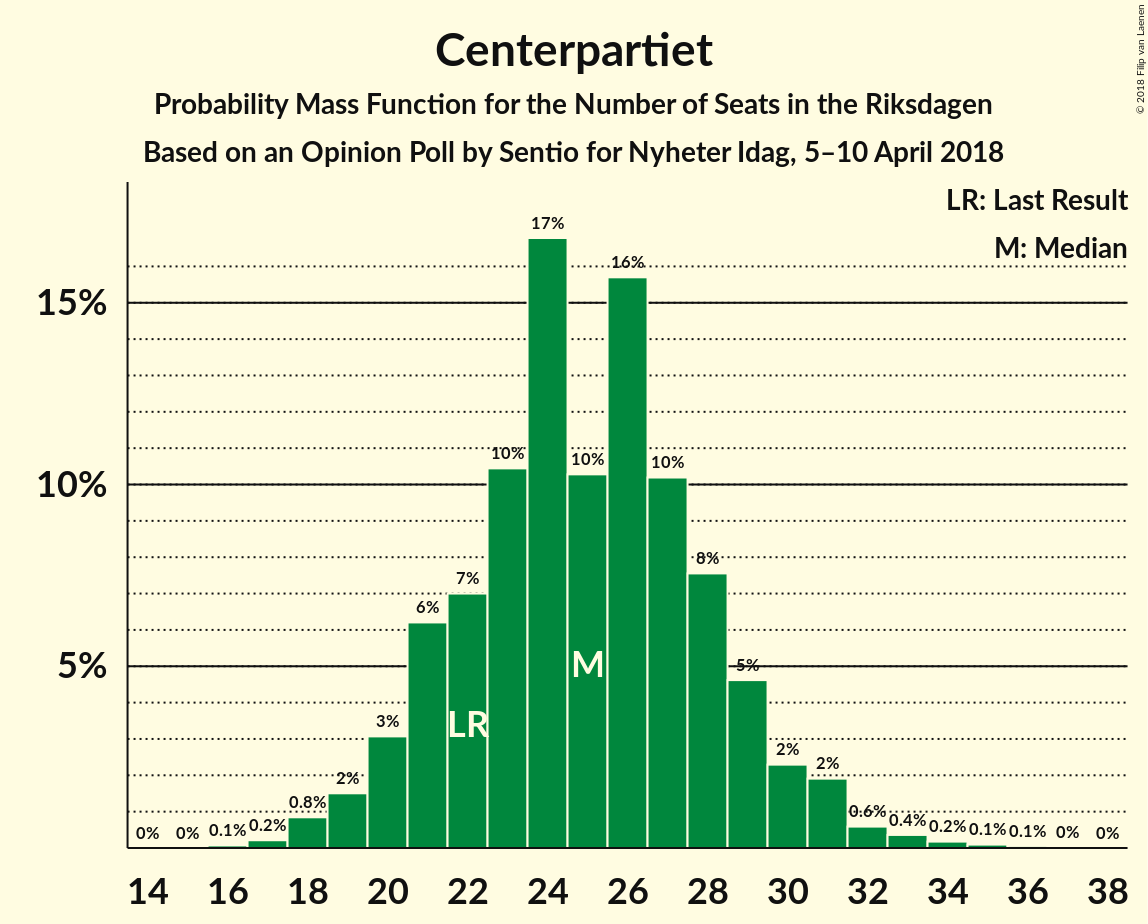 Centerpartiet
Probability Mass Function for the Number of Seats in the Riksdagen
Based on an Opinion Poll by Sentio for Nyheter Idag, 5–10 April 2018
© 2018 Filip van Laenen
LR: Last Result
M: Median
17%
16%
15%
10%
10%
10%
10%
8%
7%
6%
5%
5%
M
LR
3%
2%
2%
2%
0.8%
0.6%
0.4%
0% 0% 0.1% 0.2% 0.2% 0.1% 0.1% 0% 0%
14 16 18 20 22 24 26 28 30 32 34 36 38